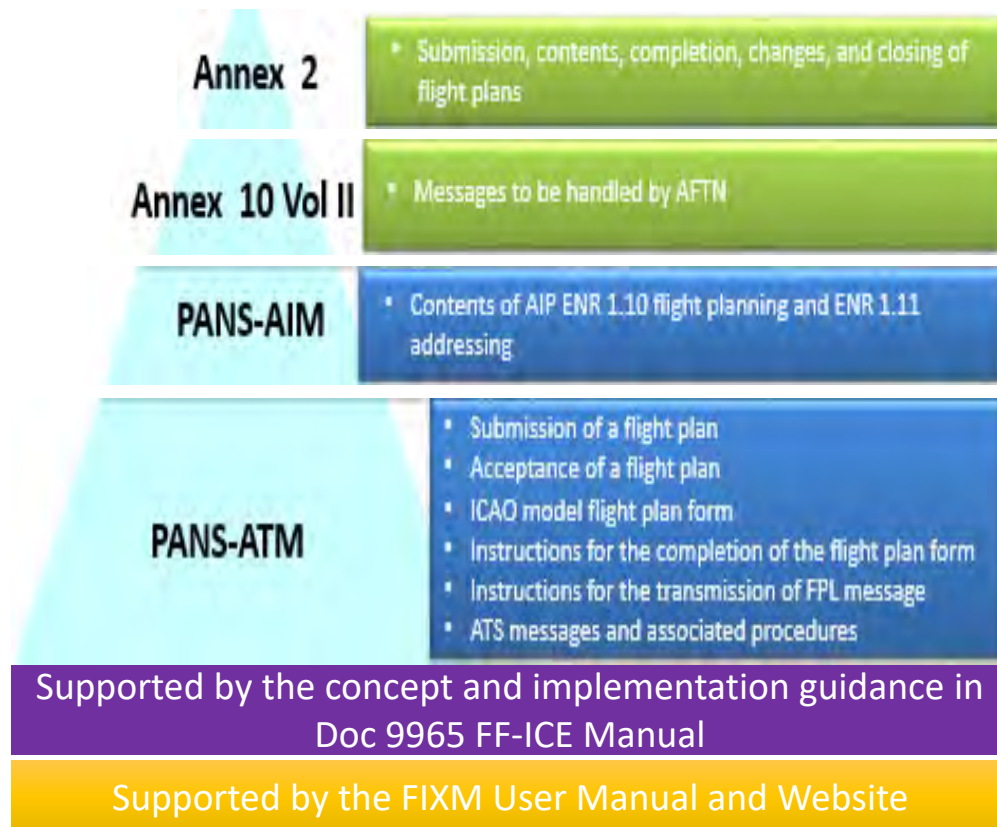 Annex 2
• Submission, contents, completion, changes, and closing of
flight plans
Annex 10 Vol II
• Messages to be handled by AFTN
PANS-AIM
• Contents of AIP ENR 1.10 flight planning and ENR 1.11
addressing
PANS-ATM
• Submission of a flight plan
• Acceptance of a flight plan
• ICAO model flight plan form
• Instructions for the completion of the flight plan form
• Instructions for the transmission of FPL message
• ATS messages and associated procedures
Supported by the concept and implementation guidance in
Doc 9965 FF-ICE Manual
Supported by the FIXM User Manual and Website